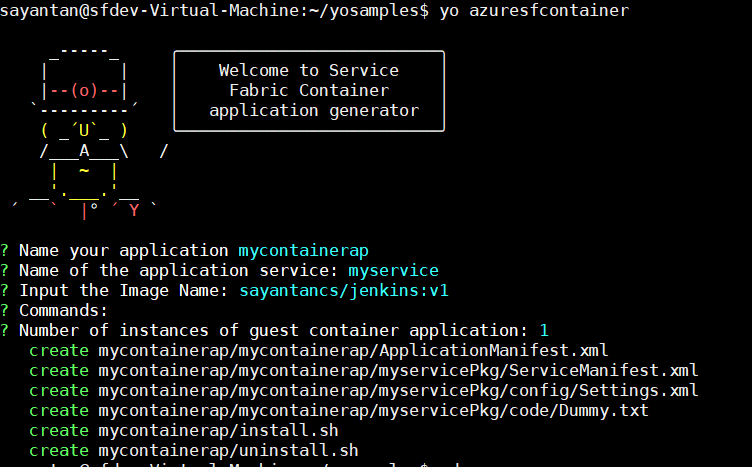 sayantan@sfdev-Virtual-Machine:~/yosamples$ yo azuresfcontainer
Welcome to Service
Fabric Container
application generator
? Name your application mycontainerap
? Name of the application service: myservice
? Input the Image Name: sayantancs/jenkins:v1
? Commands:
? Number of instances of guest container application: 1
create mycontainerap/mycontainerap/ApplicationManifest.xml
create mycontainerap/mycontainerap/myservicePkg/ServiceManifest.xml
create mycontainerap/mycontainerap/myservicePkg/config/Settings.xml
create mycontainerap/mycontainerap/myservicePkg/code/Dummy.txt
create mycontainerap/install.sh
create mycontainerap/uninstall.sh